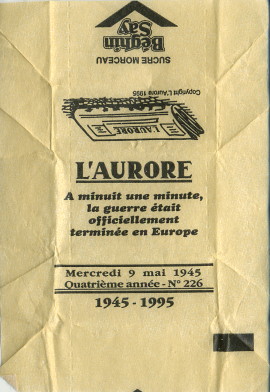 Béghin
Say
SUCRE MORCEAU
Copyright L'Aurore 1995
L'AURORE
L'AURORE
A minuit une minute,
la guerre était
officiellement
terminée en Europe
Mercredi 9 mai 1945
Quatrième année - N° 226
1945 - 1995